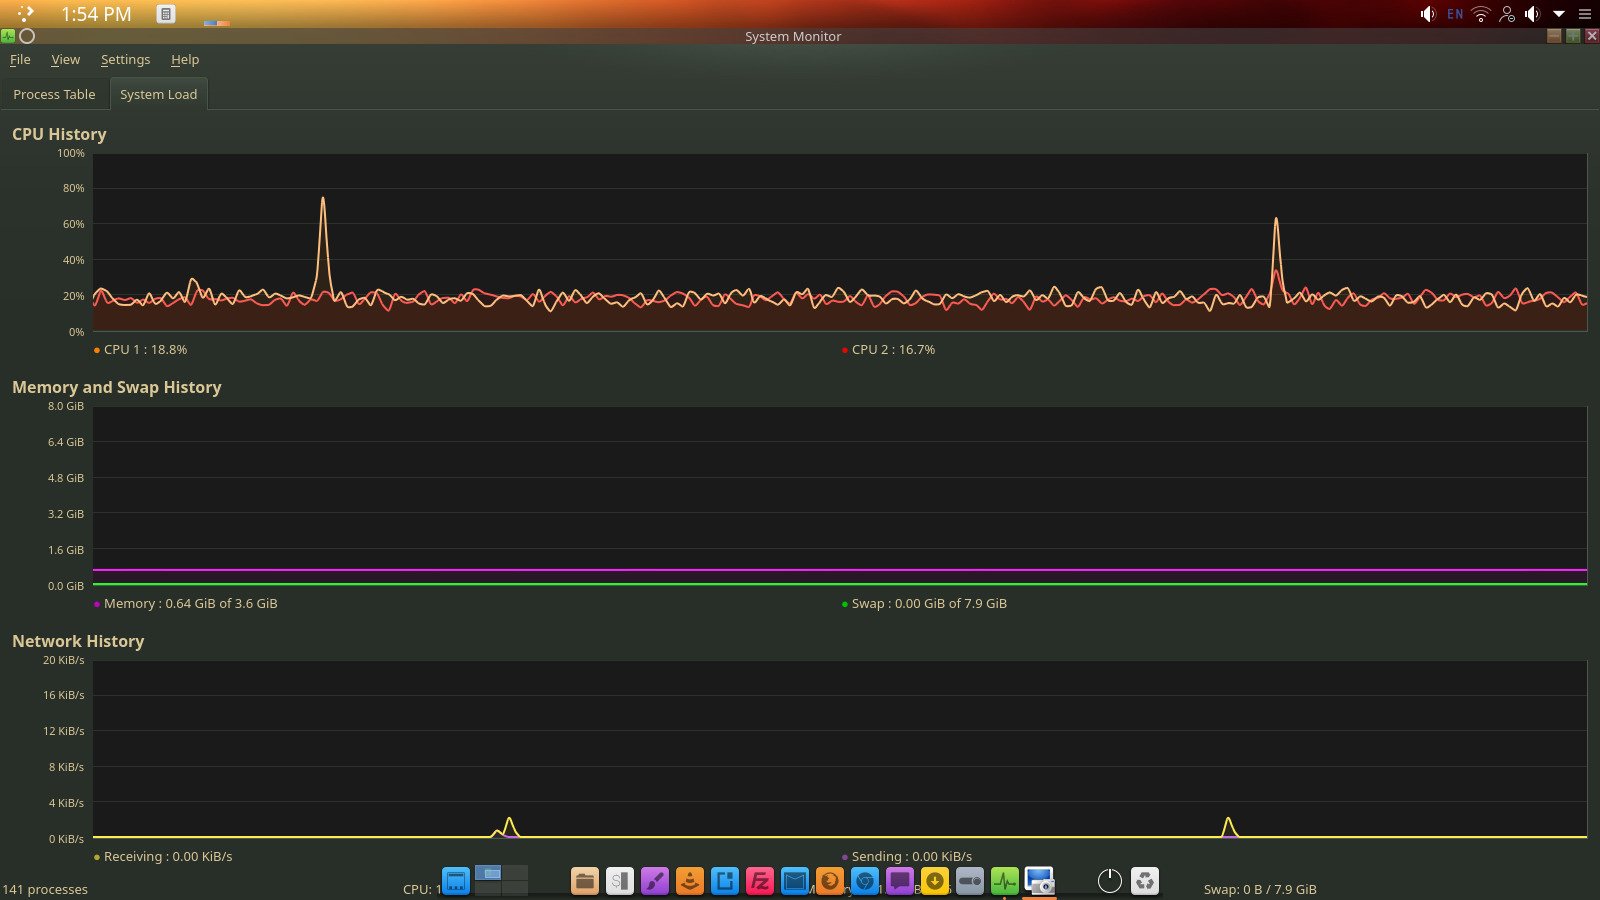 1:54 PM EN
System Monitor
File View Settings Help
Process Table System Load
CPU History
100%
80%
60%
40%
20%
0%
CPU 1 : 18.8% CPU 2 : 16.7%
Memory and Swap History
8.0 GiB
6.4 GiB
4.8 GiB
3.2 GiB
1.6 GiB
0.0 GiB
Memory : 0.64 GiB of 3.6 GiB Swap : 0.00 GiB of 7.9 GiB
Network History
20 KiB/s
16 KiB/s
12 KiB/s
8 KiB/s
4 KiB/s
0 KiB/s
Receiving : 0.00 KiB/s Sending : 0.00 KiB/s
141 processes CPU: 1 Swap: 0 B / 7.9 GiB